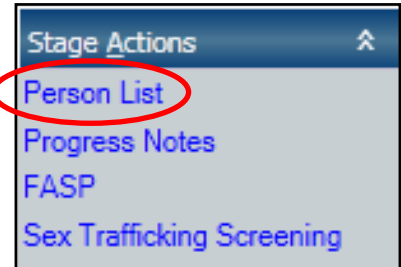 Stage Actions
Person List
Progress Notes
FASP
Sex Trafficking Screening